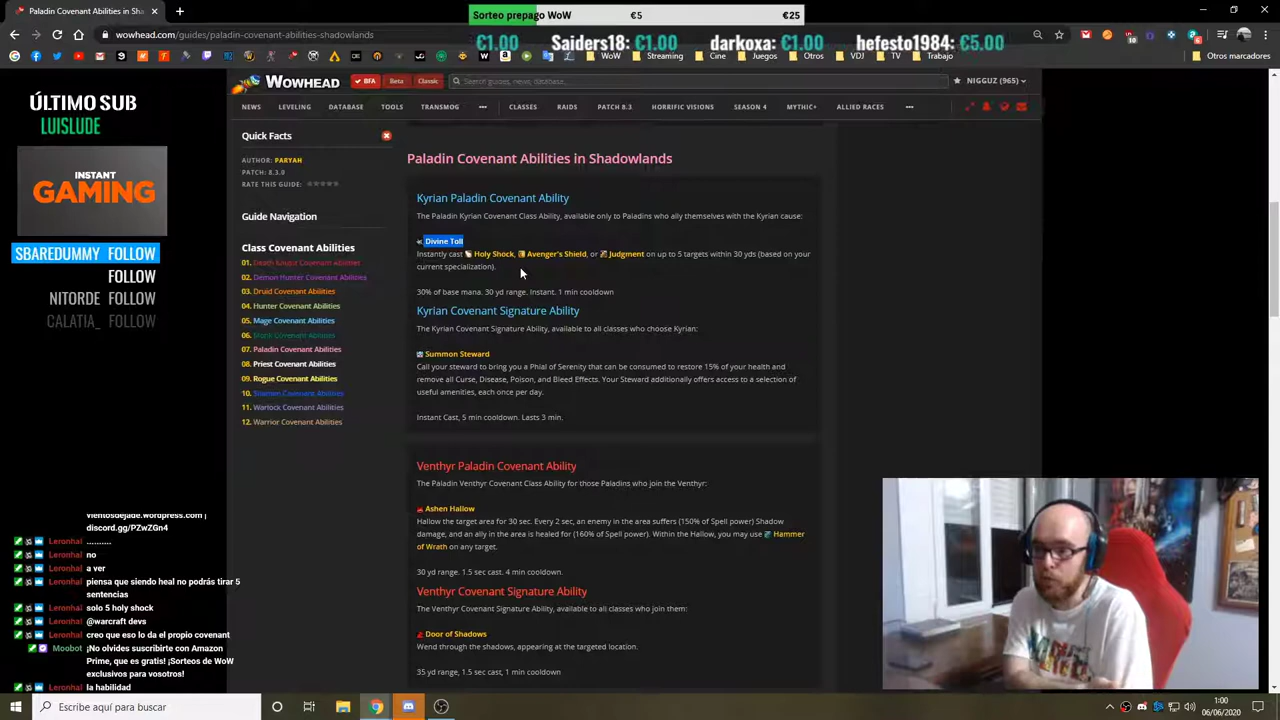 Paladin Covenant Abilities in Sha
wowhead.com/guides/paladin-covenant-abilities-shadowlands
Sorteo prepago WoW €5 €25
€1.00 Saiders18: €1.00 darkoxa: €1.00 hefesto1984: €5.00
WoW Streaming Cine Juegos Otros VDJ TV Trabajo Otros marcadores
ÚLTIMO SUB
LUISLUDE
INSTANT
GAMING
SBAREDUMMY FOLLOW
FOLLOW
NITORDE FOLLOW
CALATIA_ FOLLOW
WOWHEAD BFA Beta Classic Search guides, news, database... NIGGUZ (965)
NEWS LEVELING DATABASE TOOLS TRANSMOG ••• CLASSES RAIDS PATCH 8.3 HORRIFIC VISIONS SEASON 4 MYTHIC+ ALLIED RACES •••
Quick Facts
AUTHOR: PARYAH
PATCH: 8.3.0
RATE THIS GUIDE:
Guide Navigation
Class Covenant Abilities
01. Death Knight Covenant Abilities
02. Demon Hunter Covenant Abilities
03. Druid Covenant Abilities
04. Hunter Covenant Abilities
05. Mage Covenant Abilities
06. Monk Covenant Abilities
07. Paladin Covenant Abilities
08. Priest Covenant Abilities
09. Rogue Covenant Abilities
10. Shaman Covenant Abilities
11. Warlock Covenant Abilities
12. Warrior Covenant Abilities
Paladin Covenant Abilities in Shadowlands
Kyrian Paladin Covenant Ability
The Paladin Kyrian Covenant Class Ability, available only to Paladins who ally themselves with the Kyrian cause:
Divine Toll
Instantly cast Holy Shock, Avenger's Shield, or Judgment on up to 5 targets within 30 yds (based on your
current specialization).
30% of base mana. 30 yd range. Instant. 1 min cooldown
Kyrian Covenant Signature Ability
The Kyrian Covenant Signature Ability, available to all classes who choose Kyrian:
Summon Steward
Call your steward to bring you a Phial of Serenity that can be consumed to restore 15% of your health and
remove all Curse, Disease, Poison, and Bleed Effects. Your Steward additionally offers access to a selection of
useful amenities, each once per day.
Instant Cast, 5 min cooldown. Lasts 3 min.
Venthyr Paladin Covenant Ability
The Paladin Venthyr Covenant Class Ability for those Paladins who join the Venthyr:
Ashen Hallow
Hallow the target area for 30 sec. Every 2 sec, an enemy in the area suffers (150% of Spell power) Shadow
damage, and an ally in the area is healed for (160% of Spell power). Within the Hallow, you may use Hammer
of Wrath on any target.
30 yd range. 1.5 sec cast. 4 min cooldown.
Venthyr Covenant Signature Ability
The Venthyr Covenant Signature Ability, available to all classes who join them:
Door of Shadows
Wend through the shadows, appearing at the targeted location.
35 yd range, 1.5 sec cast, 1 min cooldown
vientosdejade.wordpress.com |
discord.gg/PZwZGn4
Leronhal ..........
Leronhal no
Leronhal a ver
Leronhal piensa que siendo heal no podrás tirar 5
sentencias
Leronhal solo 5 holy shock
Leronhal @warcraft devs
Leronhal creo que eso lo da el propio covenant
Moobot ¡No olvides suscribirte con Amazon
Prime, que es gratis! ¡Sorteos de WoW
exclusivos para vosotros!
Leronhal la habilidad
Escribe aquí para buscar
1:00
06/06/2020